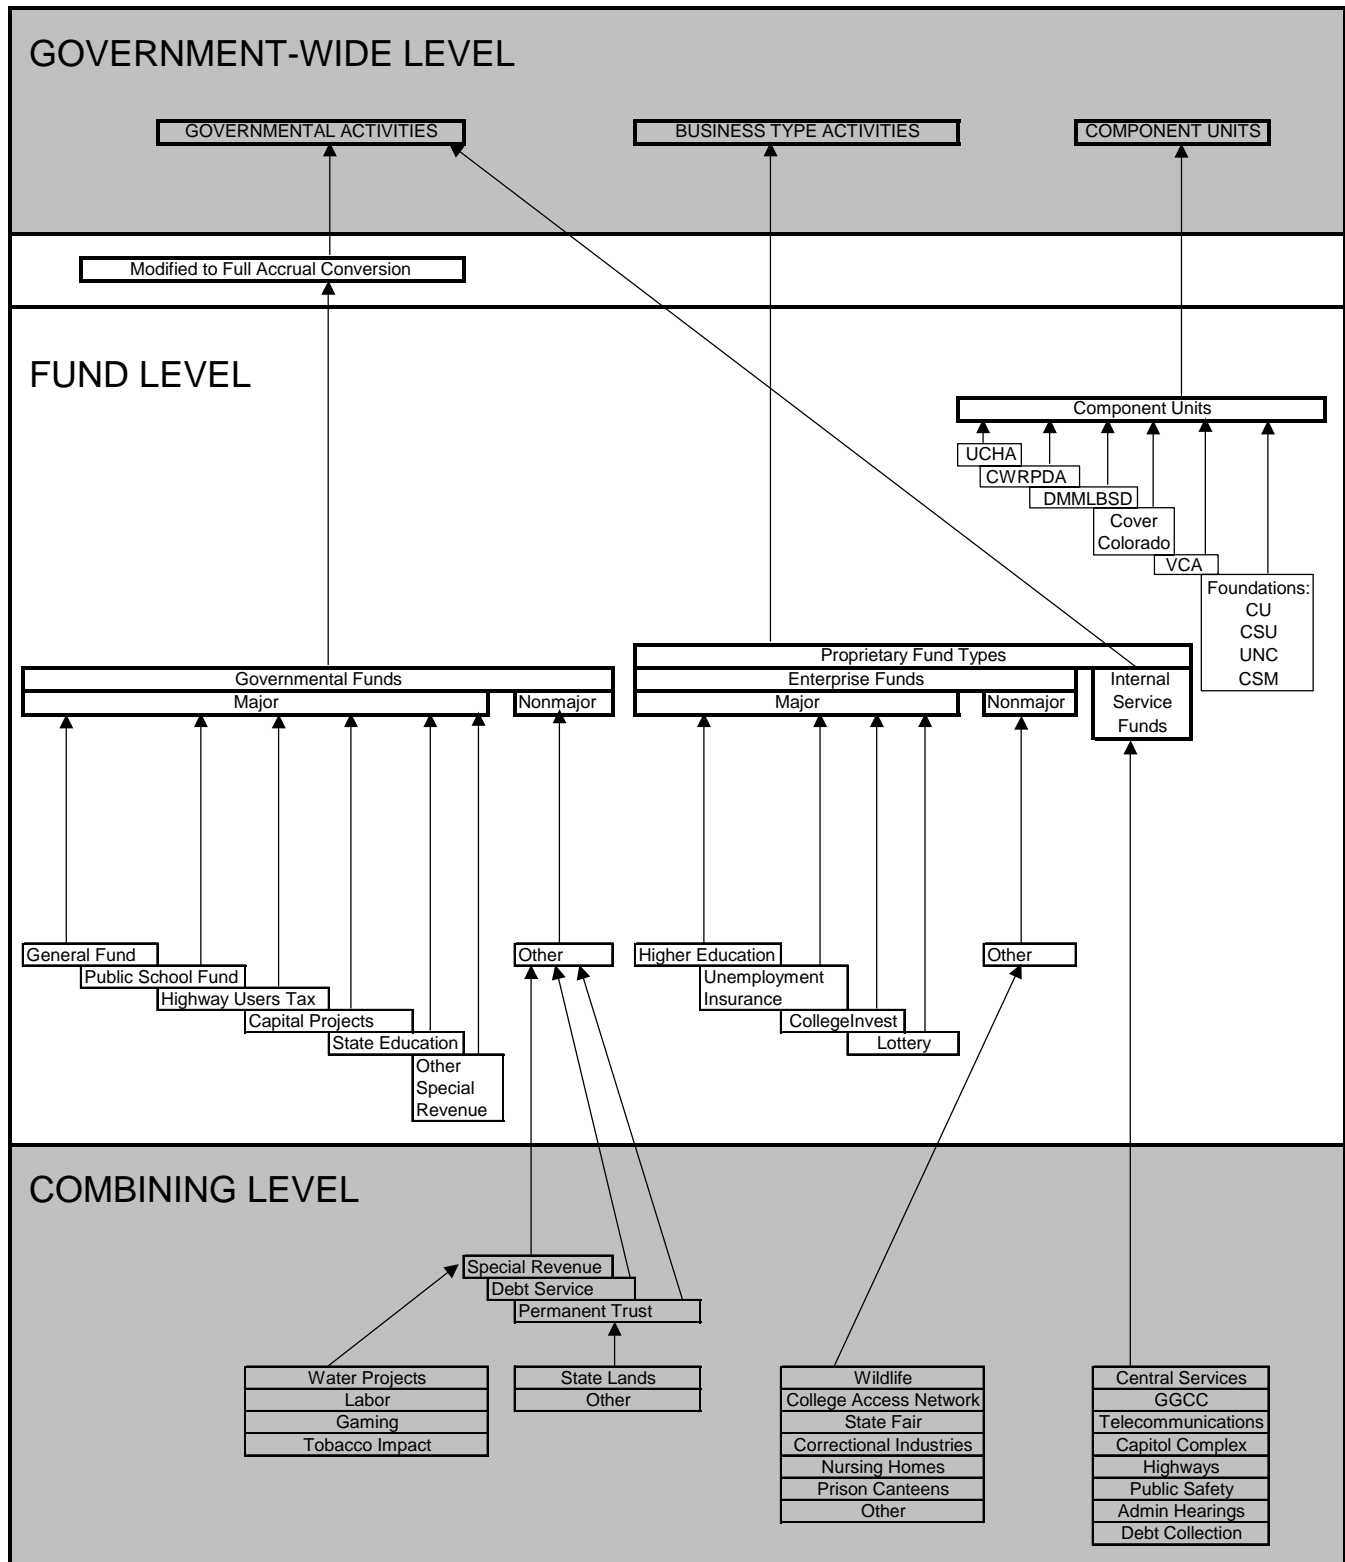 GOVERNMENT-WIDE LEVEL
GOVERNMENTAL ACTIVITIES
BUSINESS TYPE ACTIVITIES
COMPONENT UNITS
Modified to Full Accrual Conversion
FUND LEVEL
Component Units
UCHA
CWRPDA
DMMLBSD
Cover
Colorado
VCA
Foundations:
CU
CSU
UNC
CSM
Proprietary Fund Types
Governmental Funds
Enterprise Funds
Internal
Service
Funds
Major
Nonmajor
Major
Nonmajor
General Fund
Public School Fund
Highway Users Tax
Capital Projects
State Education
Other
Special
Revenue
Other
Higher Education
Unemployment
Insurance
CollegeInvest
Lottery
Other
COMBINING LEVEL
Special Revenue
Debt Service
Permanent Trust
Water Projects
Labor
Gaming
Tobacco Impact
State Lands
Other
Wildlife
College Access Network
State Fair
Correctional Industries
Nursing Homes
Prison Canteens
Other
Central Services
GGCC
Telecommunications
Capitol Complex
Highways
Public Safety
Admin Hearings
Debt Collection